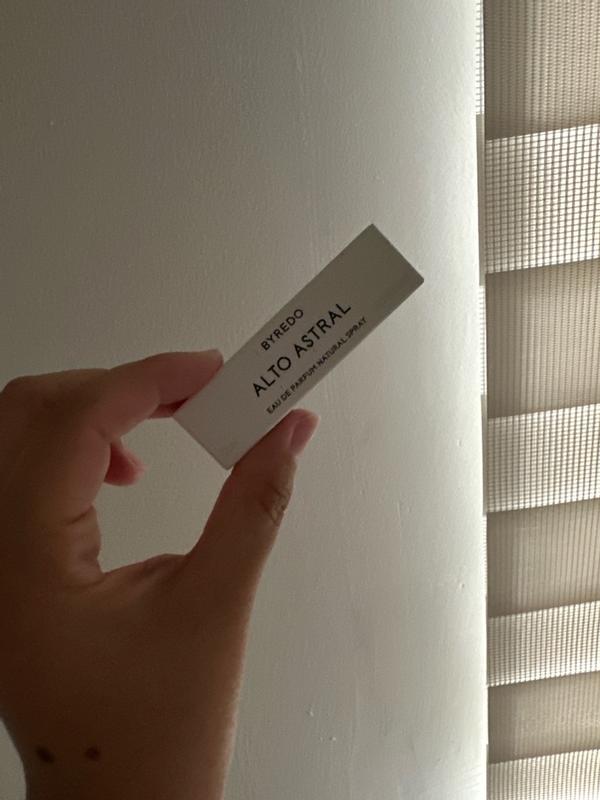 BYREDO
ALTO ASTRAL
EAU DE PARFUM NATURAL SPRAY